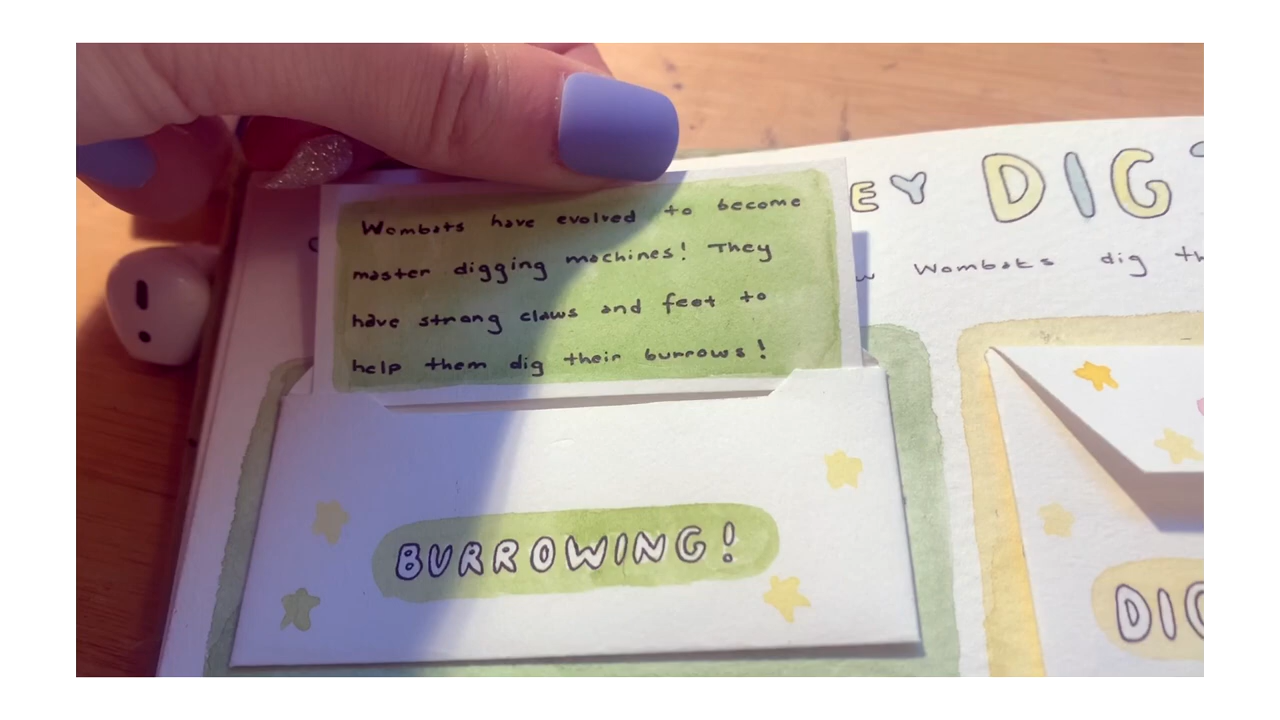 EY DIG
Wombats dig
Wombats have evolved to become
master digging machines! They
have strong claws and feet to
help them dig their burrows!
BURROWING!